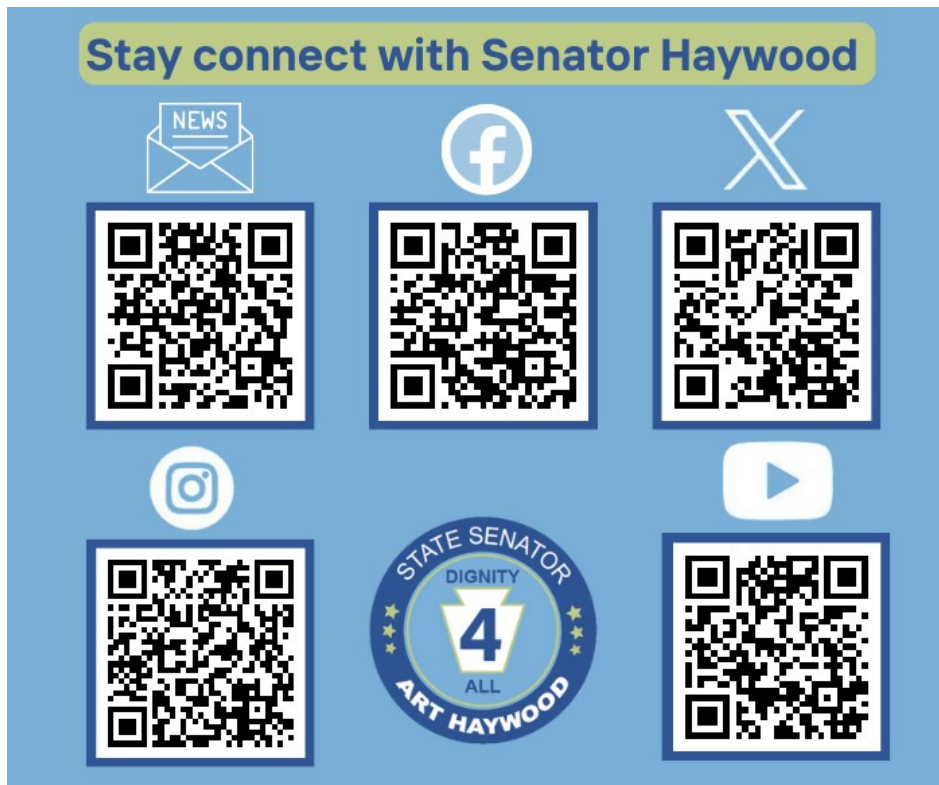 Stay connect with Senator Haywood
NEWS
STATE SENATOR
DIGNITY
4
ALL
ART HAYWOOD